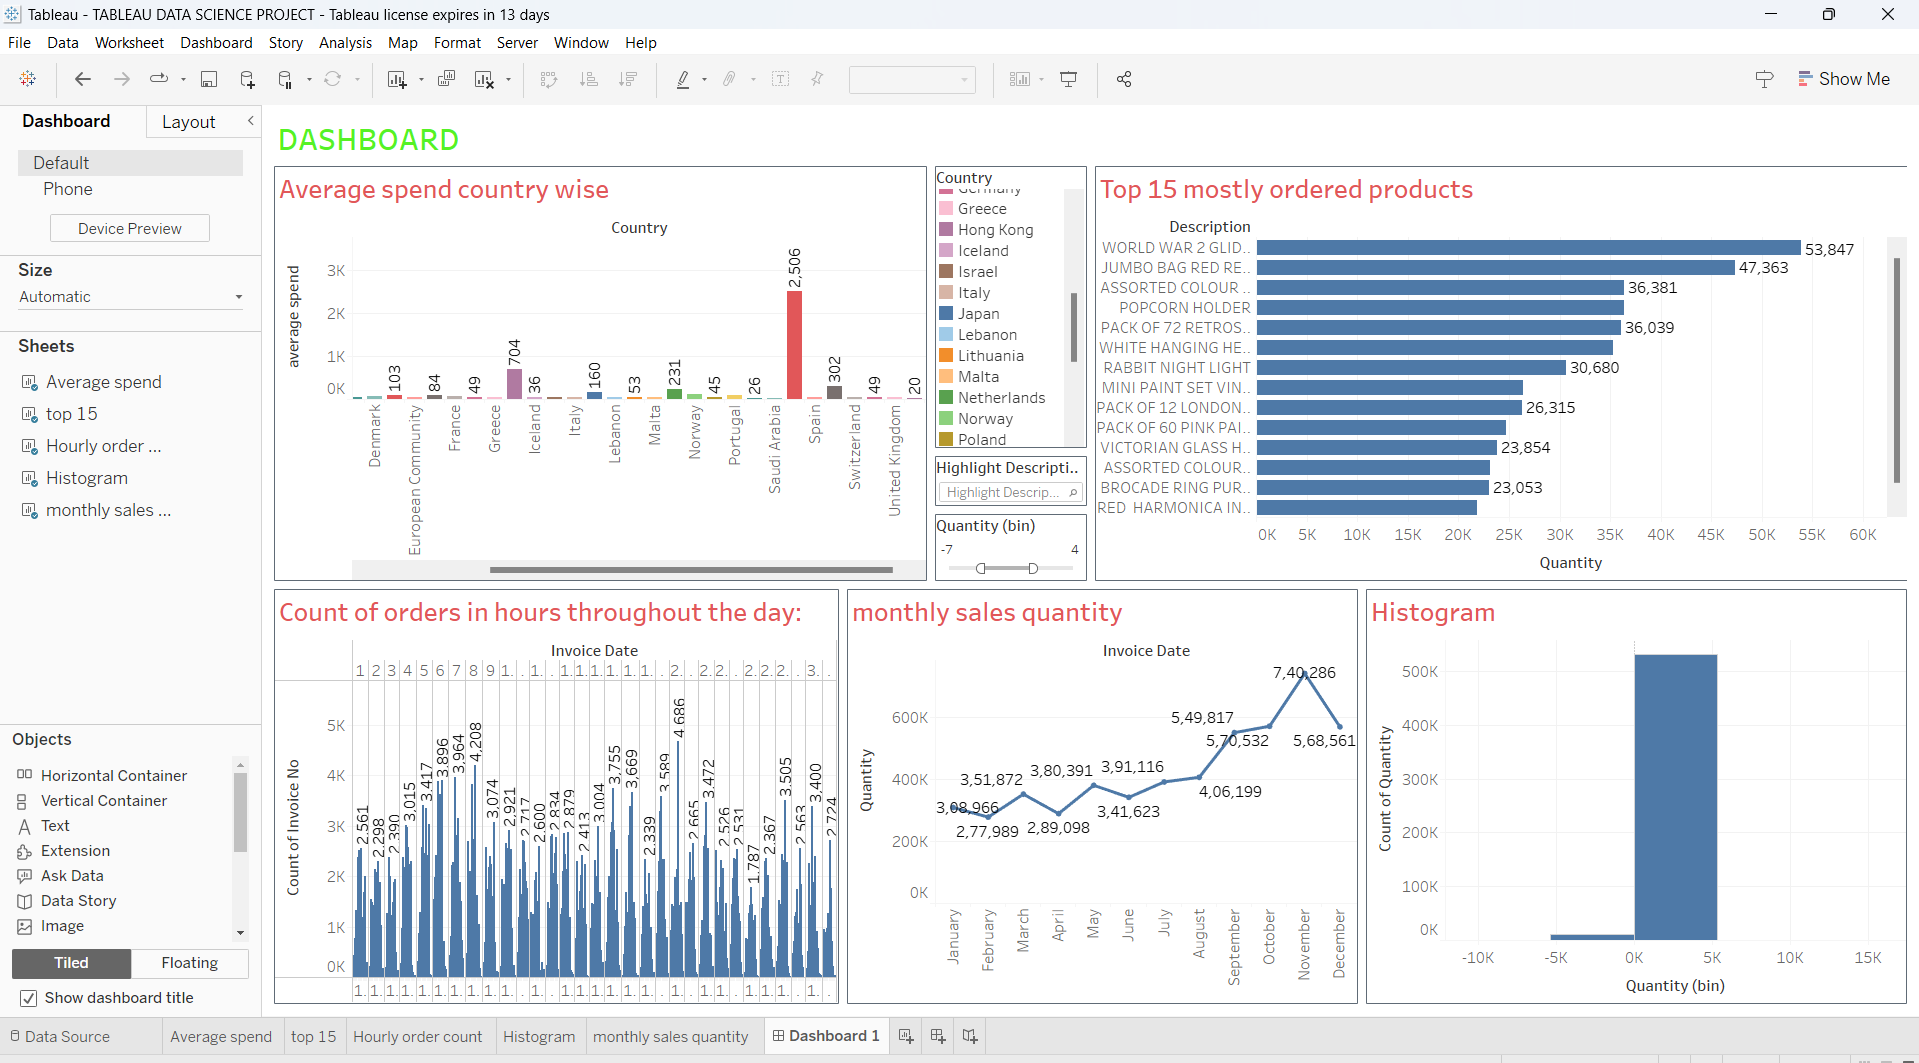 Tableau - TABLEAU DATA SCIENCE PROJECT - Tableau license expires in 13 days
File Data Worksheet Dashboard Story Analysis Map Format Server Window Help
Show Me
Dashboard Layout
Default
Phone
Device Preview
Size
Automatic
Sheets
Average spend
top 15
Hourly order ...
Histogram
monthly sales ...
Objects
Horizontal Container
Vertical Container
Text
Extension
Ask Data
Data Story
Image
Tiled Floating
Show dashboard title
DASHBOARD
Average spend country wise
Country
average spend
3K
2K
1K
0K
103 84 49 704 36 160 53 231 45 26 2,506 302 49 20
Denmark
European Community
France
Greece
Iceland
Italy
Lebanon
Malta
Norway
Portugal
Saudi Arabia
Spain
Switzerland
United Kingdom
Country
Germany
Greece
Hong Kong
Iceland
Israel
Italy
Japan
Lebanon
Lithuania
Malta
Netherlands
Norway
Poland
Highlight Descripti..
Highlight Descrip...
Quantity (bin)
-7 4
Top 15 mostly ordered products
Description
WORLD WAR 2 GLID.. 53,847
JUMBO BAG RED RE.. 47,363
ASSORTED COLOUR .. 36,381
POPCORN HOLDER
PACK OF 72 RETROS.. 36,039
WHITE HANGING HE..
RABBIT NIGHT LIGHT 30,680
MINI PAINT SET VIN..
PACK OF 12 LONDON.. 26,315
PACK OF 60 PINK PAI..
VICTORIAN GLASS H.. 23,854
ASSORTED COLOUR..
BROCADE RING PUR.. 23,053
RED HARMONICA IN..
0K 5K 10K 15K 20K 25K 30K 35K 40K 45K 50K 55K 60K
Quantity
Count of orders in hours throughout the day:
Invoice Date
1 2 3 4 5 6 7 8 9 1. . 1. . 1. 1. 1. 1. 1. 1. . 2. . 2. 2. . 2. 2. 2. . 3. .
Count of Invoice No
5K
4K
3K
2K
1K
0K
2,561 2,298 2,390 3,015 3,417 3,896 3,964 4,208 3,074 2,921 2,717 2,600 2,834 2,879 2,413 3,004 3,755 3,669 2,339 3,589 4,686 2,665 3,472 2,526 2,531 1,787 2,367 3,505 2,563 3,400 2,724
monthly sales quantity
Invoice Date
Quantity
600K
400K
200K
0K
3,08,966
2,77,989
3,51,872
2,89,098
3,80,391
3,41,623
3,91,116
4,06,199
5,49,817
5,70,532
7,40,286
5,68,561
January
February
March
April
May
June
July
August
September
October
November
December
Histogram
Count of Quantity
500K
400K
300K
200K
100K
0K
-10K -5K 0K 5K 10K 15K
Quantity (bin)
Data Source Average spend top 15 Hourly order count Histogram monthly sales quantity Dashboard 1